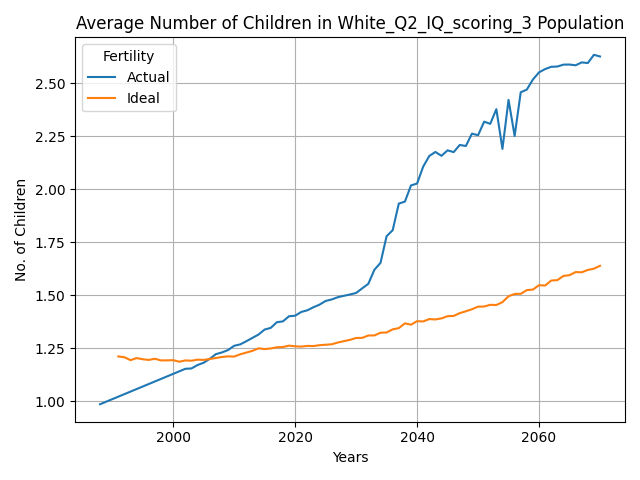 Average Number of Children in White_Q2_IQ_scoring_3 Population
Fertility
Actual
Ideal
No. of Children
2.50
2.25
2.00
1.75
1.50
1.25
1.00
2000 2020 2040 2060
Years